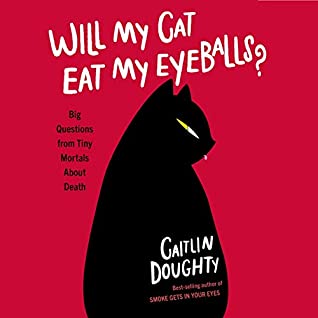 WILL MY CAT
EAT MY EYEBALLS?
Big
Questions
from Tiny
Mortals
About
Death
CAITLIN
DOUGHTY
Best-selling author of
SMOKE GETS IN YOUR EYES